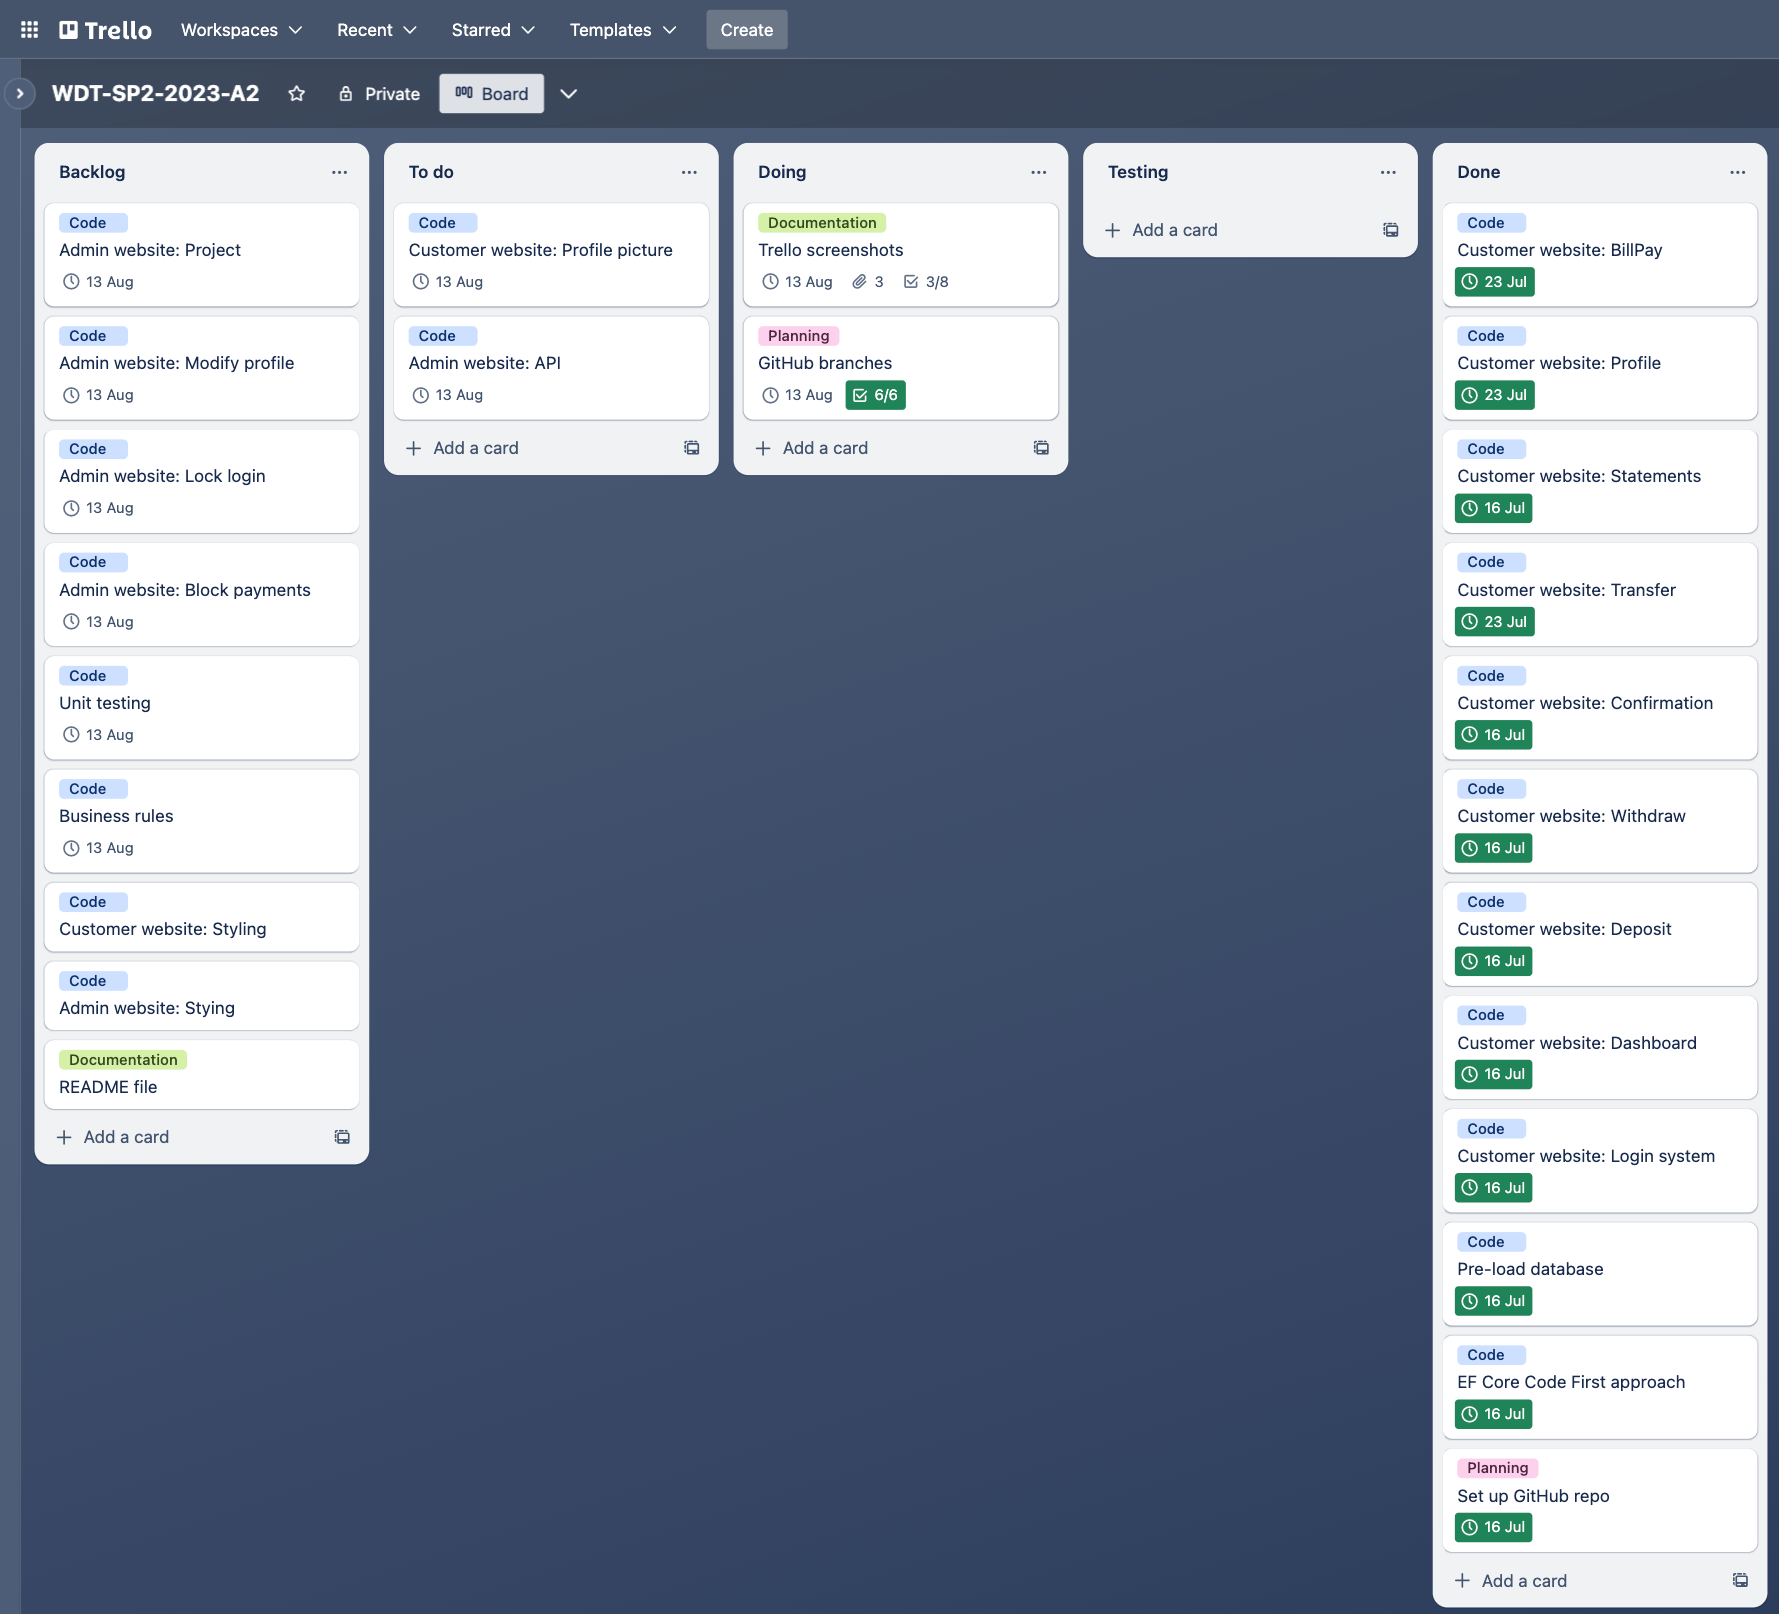 Trello
Workspaces
Recent
Starred
Templates
Create
WDT-SP2-2023-A2
Private
Board
Backlog
Code
Admin website: Project
13 Aug
Code
Admin website: Modify profile
13 Aug
Code
Admin website: Lock login
13 Aug
Code
Admin website: Block payments
13 Aug
Code
Unit testing
13 Aug
Code
Business rules
13 Aug
Code
Customer website: Styling
Code
Admin website: Stying
Documentation
README file
Add a card
To do
Code
Customer website: Profile picture
13 Aug
Code
Admin website: API
13 Aug
Add a card
Doing
Documentation
Trello screenshots
13 Aug 3 3/8
Planning
GitHub branches
13 Aug 6/6
Add a card
Testing
Add a card
Done
Code
Customer website: BillPay
23 Jul
Code
Customer website: Profile
23 Jul
Code
Customer website: Statements
16 Jul
Code
Customer website: Transfer
23 Jul
Code
Customer website: Confirmation
16 Jul
Code
Customer website: Withdraw
16 Jul
Code
Customer website: Deposit
16 Jul
Code
Customer website: Dashboard
16 Jul
Code
Customer website: Login system
16 Jul
Code
Pre-load database
16 Jul
Code
EF Core Code First approach
16 Jul
Planning
Set up GitHub repo
16 Jul
Add a card